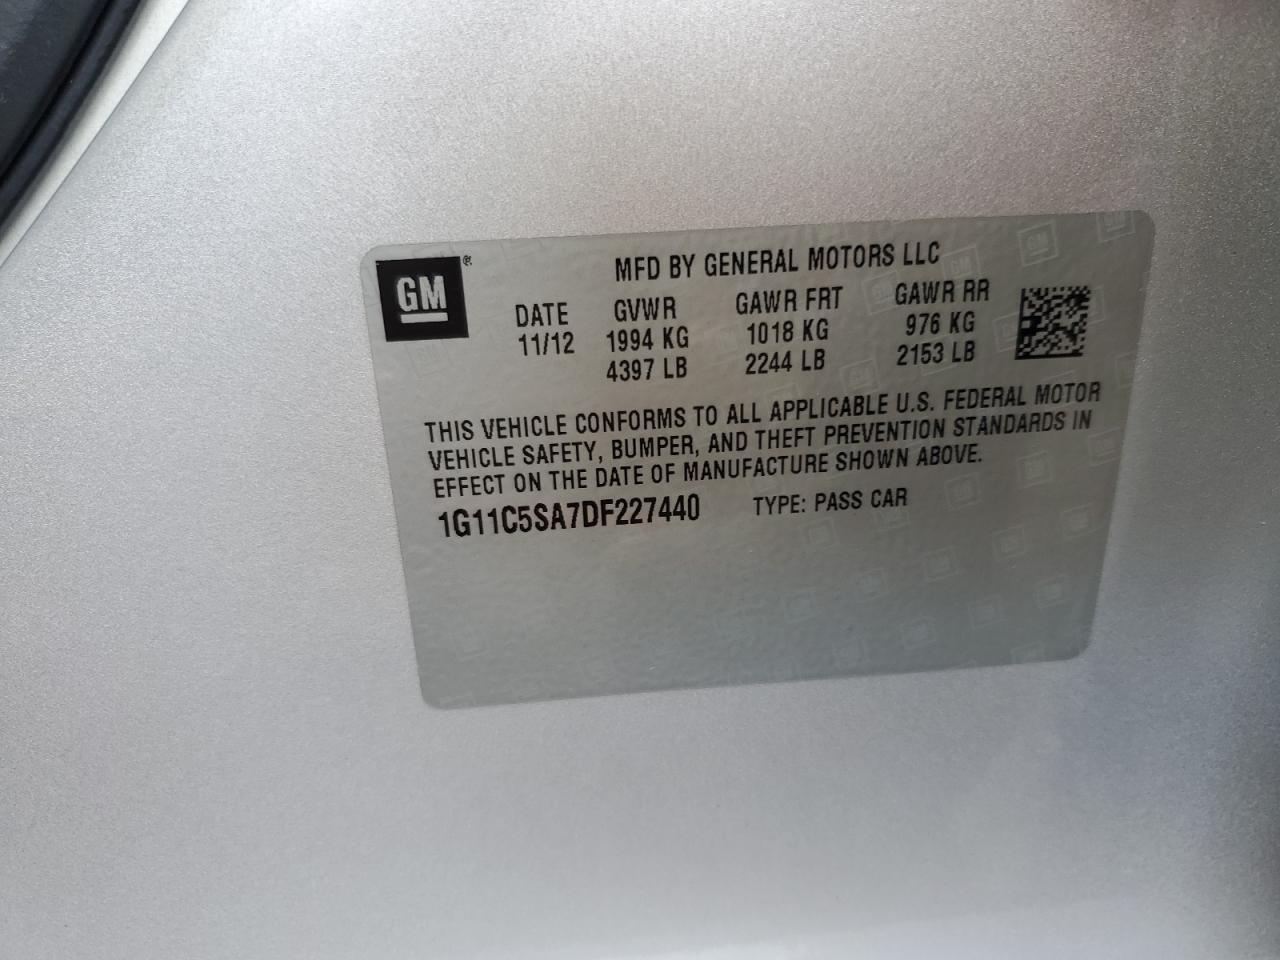 GM®
MFD BY GENERAL MOTORS LLC
DATE GVWR GAWR FRT GAWR RR
11/12 1994 KG 1018 KG 976 KG
4397 LB 2244 LB 2153 LB
THIS VEHICLE CONFORMS TO ALL APPLICABLE U.S. FEDERAL MOTOR
VEHICLE SAFETY, BUMPER, AND THEFT PREVENTION STANDARDS IN
EFFECT ON THE DATE OF MANUFACTURE SHOWN ABOVE.
1G11C5SA7DF227440 TYPE: PASS CAR